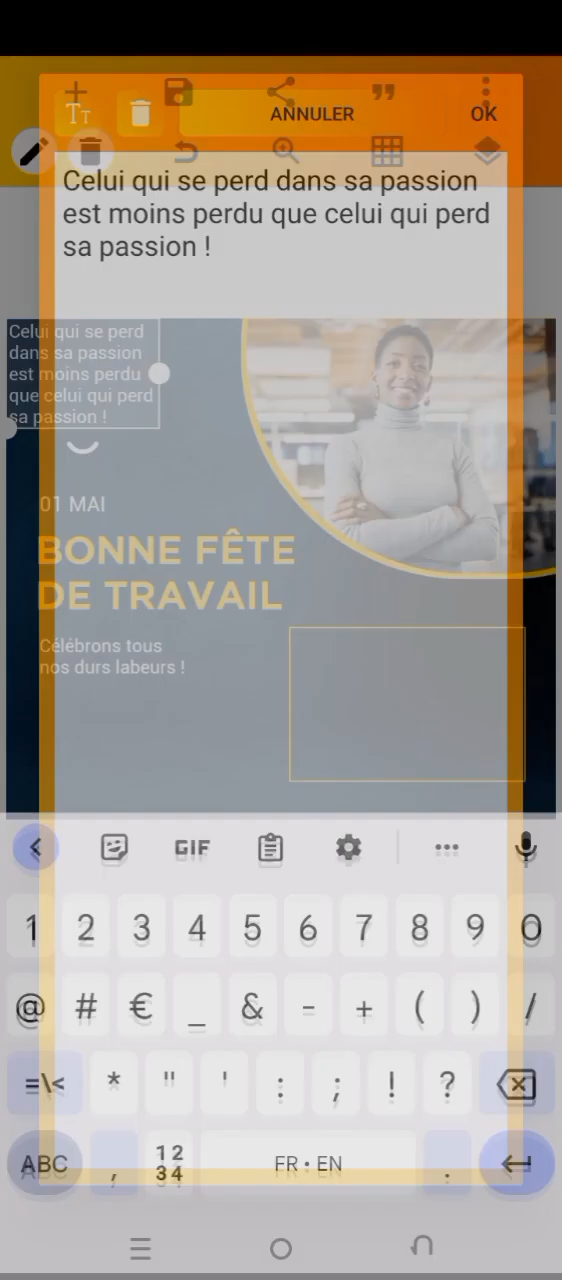 TT
ANNULER
OK
Celui qui se perd dans sa passion
est moins perdu que celui qui perd
sa passion !
Celui qui se perd
dans sa passion
est moins perdu
que celui qui perd
sa passion !
01 MAI
BONNE FÊTE
DE TRAVAIL
Célébrons tous
nos durs labeurs !
GIF
1 2 3 4 5 6 7 8 9 0
@ # € _ & - + ( ) /
=\< * " ' : ; ! ?
ABC , 12 34 FR • EN .